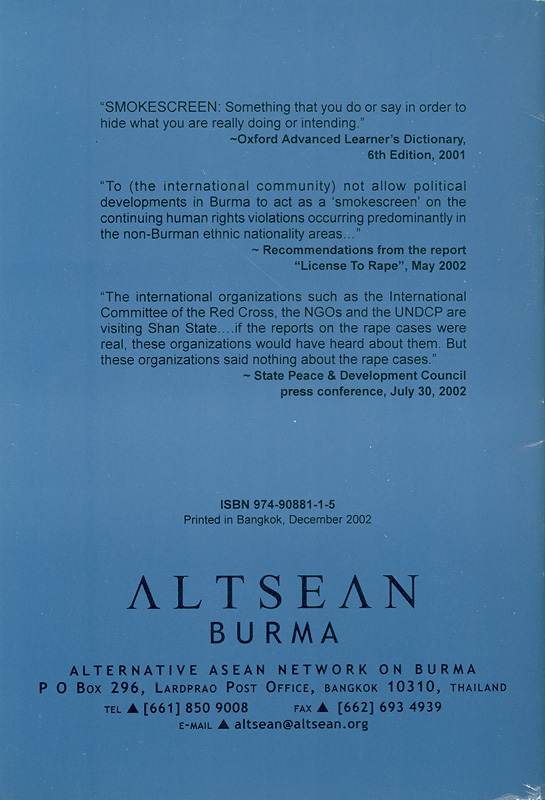 “SMOKESCREEN: Something that you do or say in order to
hide what you are really doing or intending.”
~Oxford Advanced Learner’s Dictionary,
6th Edition, 2001
“To (the international community) not allow political
developments in Burma to act as a ‘smokescreen’ on the
continuing human rights violations occurring predominantly in
the non-Burman ethnic nationality areas…”
~ Recommendations from the report
“License To Rape”, May 2002
“The international organizations such as the International
Committee of the Red Cross, the NGOs and the UNDCP are
visiting Shan State….if the reports on the rape cases were
real, these organizations would have heard about them. But
these organizations said nothing about the rape cases.”
~ State Peace & Development Council
press conference, July 30, 2002
ISBN 974-90881-1-5
Printed in Bangkok, December 2002
ALTSEAN
BURMA
ALTERNATIVE ASEAN NETWORK ON BURMA
P O BOX 296, LARDPRAO POST OFFICE, BANGKOK 10310, THAILAND
TEL ▲ [661] 850 9008 FAX ▲ [662] 693 4939
E-MAIL ▲ altsean@altsean.org